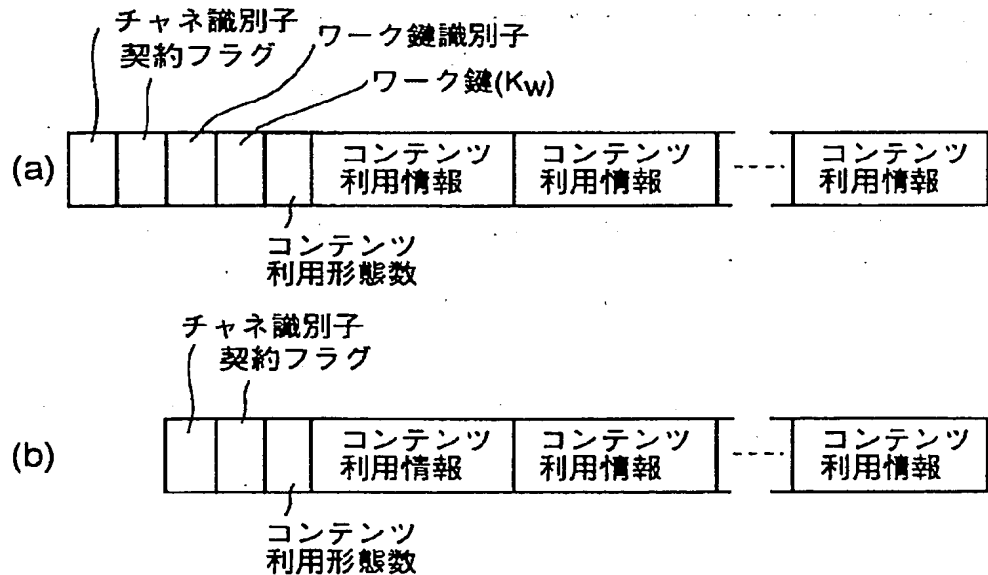 チャネ識別子
契約フラグ
ワーク鍵識別子
ワーク鍵(KW)
(a)
コンテンツ
利用情報
コンテンツ
利用情報
コンテンツ
利用情報
コンテンツ
利用形態数
チャネ識別子
契約フラグ
(b)
コンテンツ
利用情報
コンテンツ
利用情報
コンテンツ
利用情報
コンテンツ
利用形態数